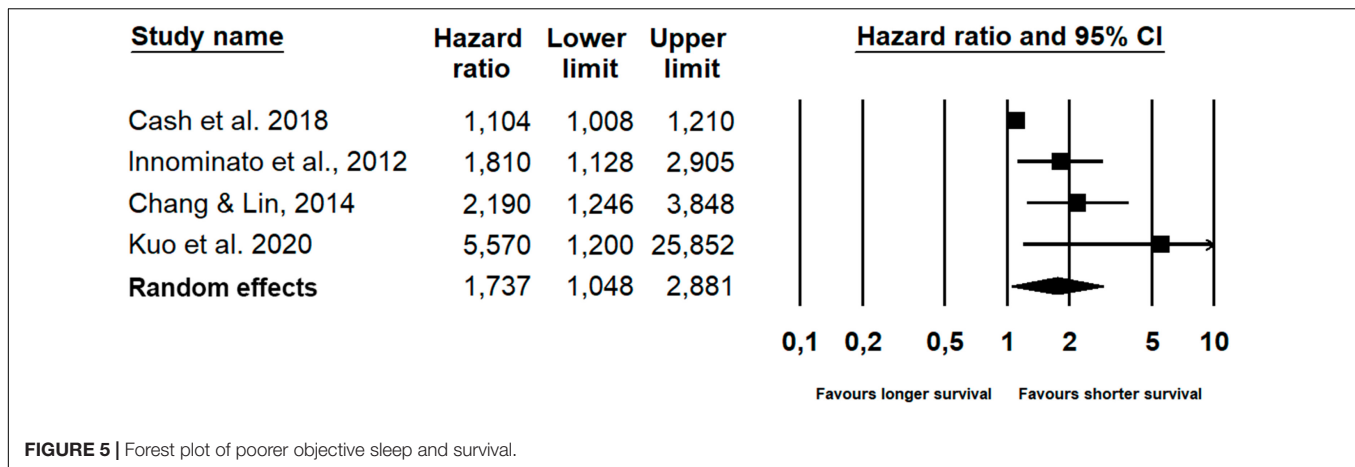 Study name Hazard ratio Lower limit Upper limit Hazard ratio and 95% CI
Cash et al. 2018 1,104 1,008 1,210
Innominato et al., 2012 1,810 1,128 2,905
Chang & Lin, 2014 2,190 1,246 3,848
Kuo et al. 2020 5,570 1,200 25,852
Random effects 1,737 1,048 2,881
0,1 0,2 0,5 1 2 5 10
Favours longer survival Favours shorter survival
FIGURE 5 | Forest plot of poorer objective sleep and survival.